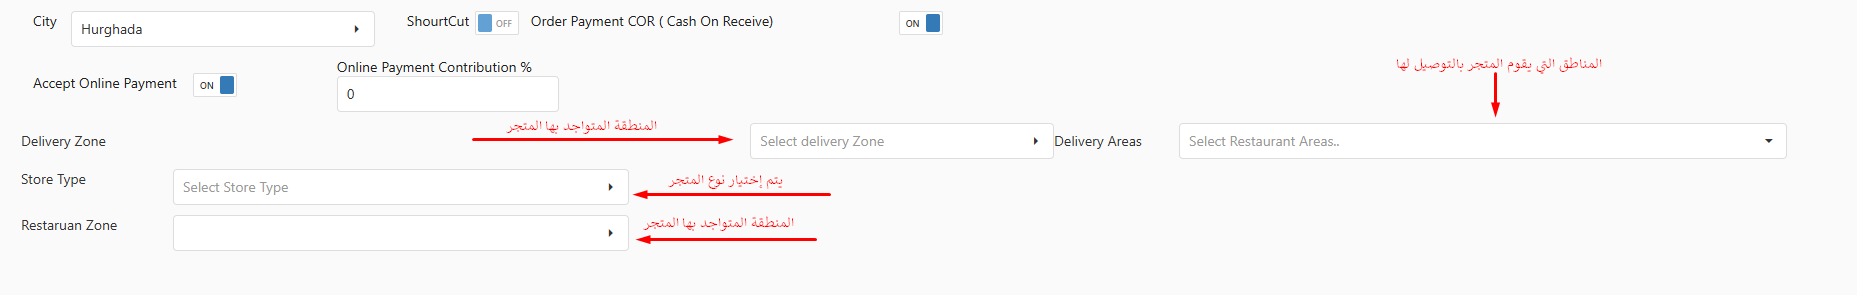 City
Hurghada
ShourtCut
OFF
Order Payment COR ( Cash On Receive)
ON
Accept Online Payment
ON
Online Payment Contribution %
0
المناطق التي يقوم المتجر بالتوصيل لها
Delivery Zone
المنطقة المتواجد بها المتجر
Select delivery Zone
Delivery Areas
Select Restaurant Areas..
Store Type
Select Store Type
يتم إختيار نوع المتجر
Restaruan Zone
المنطقة المتواجد بها المتجر